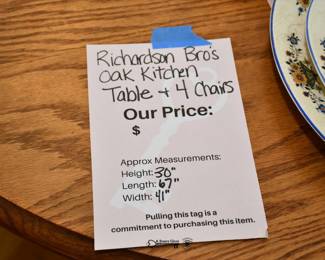 Richardson Bro's
Oak Kitchen
Table + 4 Chairs
Our Price:
$
Approx Measurements:
Height: 30"
Length: 67"
Width: 41"
Pulling this tag is a
commitment to purchasing this item.